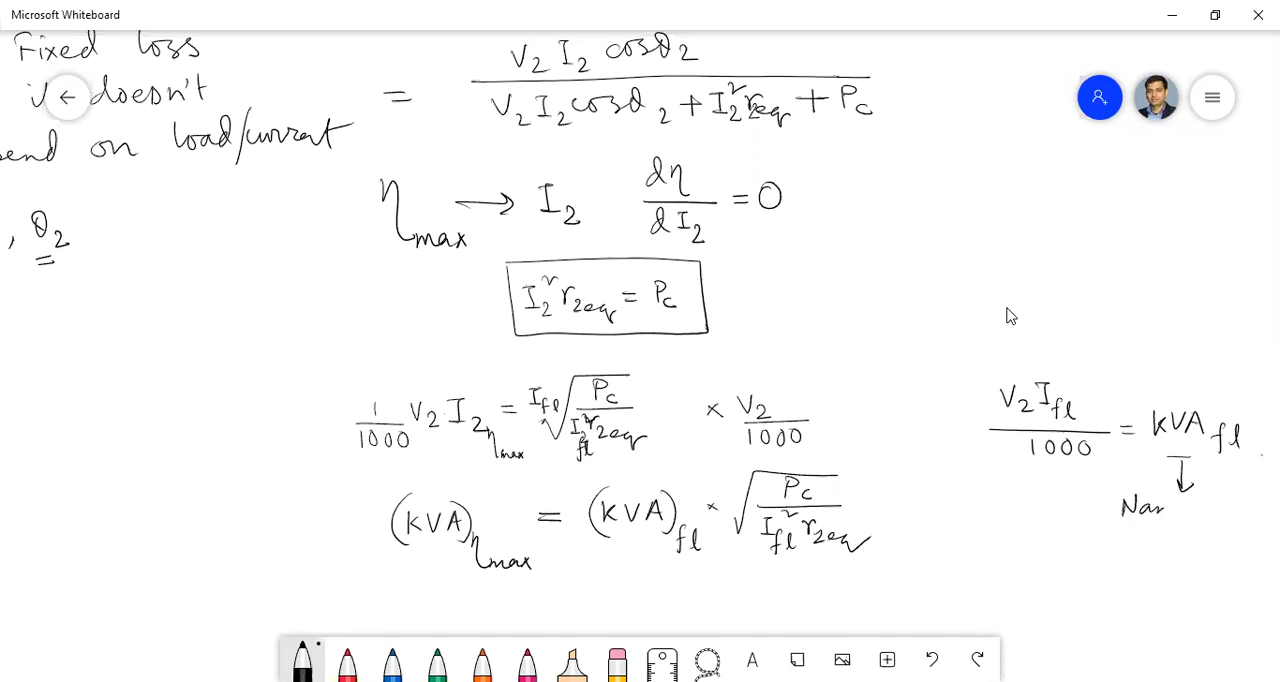 Microsoft Whiteboard
Fixed loss
doesn't
on load/current
, θ₂
V₂ I₂ cosθ₂
= V₂ I₂ cosθ₂ + I₂² r₂eq + Pc
ηmax → I₂ dη/dI₂ = 0
I₂² r₂eq = Pc
1/1000 V₂ · I₂ηmax = Ifl √(Pc / Ifl² r₂eq) × V₂/1000
(KVA)ηmax = (KVA)fl × √(Pc / Ifl² r₂eq)
V₂ Ifl / 1000 = KVA fl
↓
Nar
A